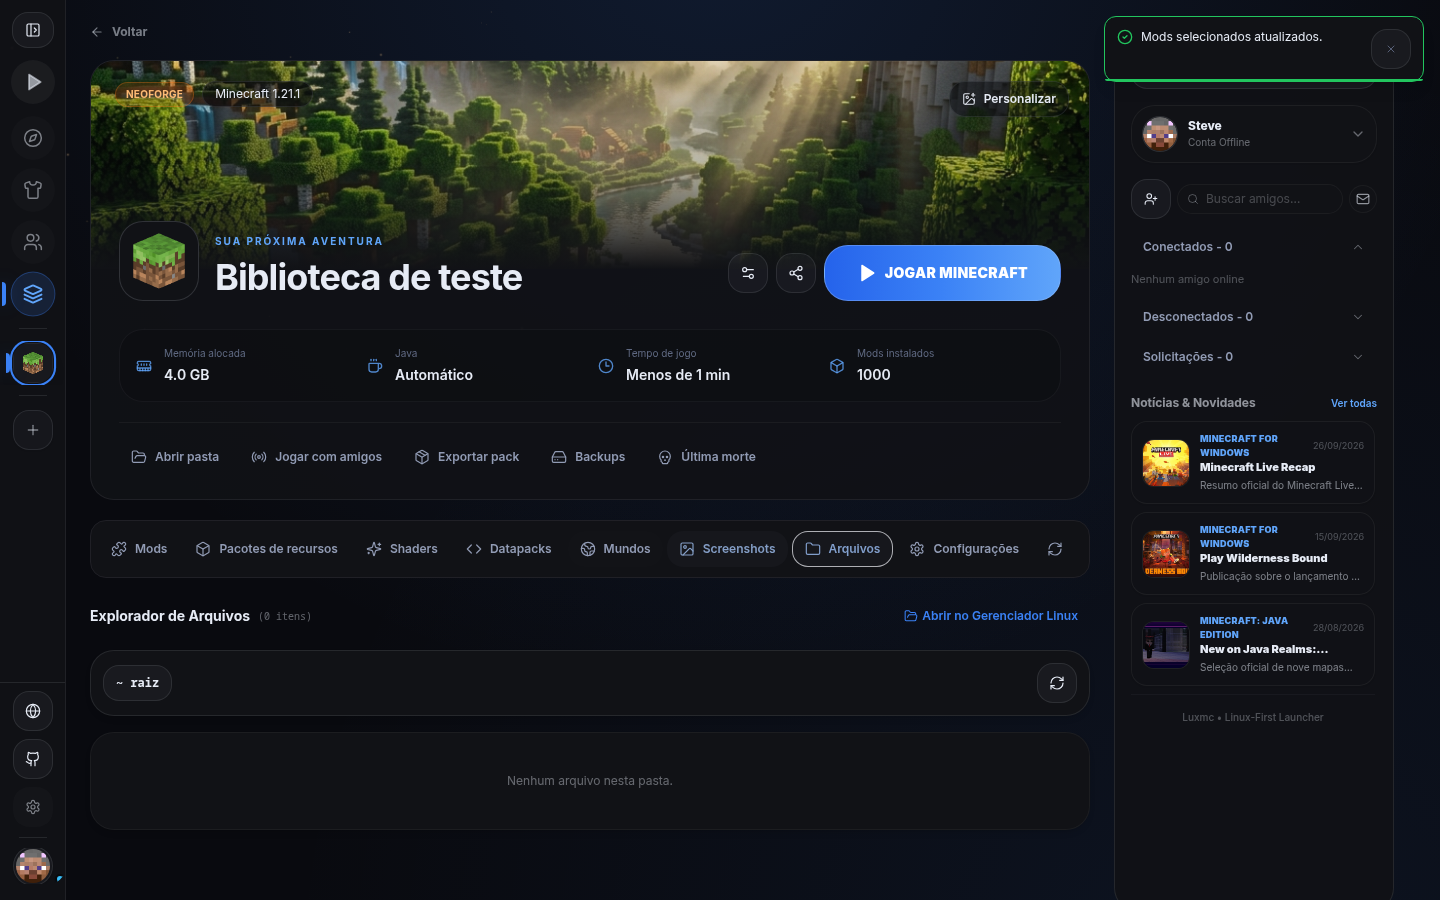 Voltar
NEOFORGE
Minecraft 1.21.1
Personalizar
SUA PRÓXIMA AVENTURA
Biblioteca de teste
JOGAR MINECRAFT
Memória alocada
4.0 GB
Java
Automático
Tempo de jogo
Menos de 1 min
Mods instalados
1000
Abrir pasta
Jogar com amigos
Exportar pack
Backups
Última morte
Mods
Pacotes de recursos
Shaders
Datapacks
Mundos
Screenshots
Arquivos
Configurações
Explorador de Arquivos (0 itens)
Abrir no Gerenciador Linux
~ raiz
Nenhum arquivo nesta pasta.
Mods selecionados atualizados.
Steve
Conta Offline
Buscar amigos...
Conectados - 0
Nenhum amigo online
Desconectados - 0
Solicitações - 0
Notícias & Novidades
Ver todas
MINECRAFT FOR
WINDOWS
26/09/2026
Minecraft Live Recap
Resumo oficial do Minecraft Live...
MINECRAFT FOR
WINDOWS
15/09/2026
Play Wilderness Bound
Publicação sobre o lançamento ...
MINECRAFT: JAVA
EDITION
28/08/2026
New on Java Realms:...
Seleção oficial de nove mapas...
Luxmc • Linux-First Launcher